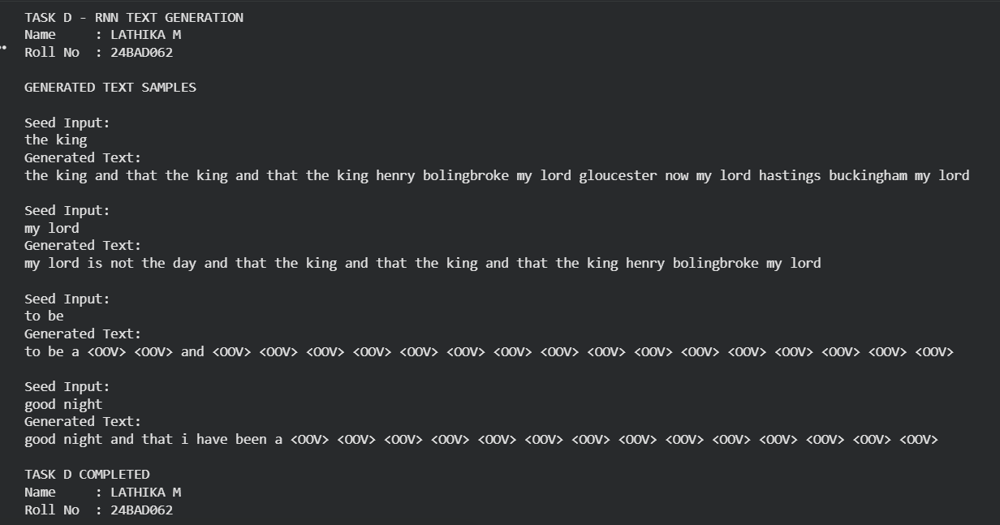 TASK D - RNN TEXT GENERATION
Name     : LATHIKA M
Roll No  : 24BAD062
GENERATED TEXT SAMPLES
Seed Input:
the king
Generated Text:
the king and that the king and that the king henry bolingbroke my lord gloucester now my lord hastings buckingham my lord
Seed Input:
my lord
Generated Text:
my lord is not the day and that the king and that the king and that the king henry bolingbroke my lord
Seed Input:
to be
Generated Text:
to be a <OOV> <OOV> and <OOV> <OOV> <OOV> <OOV> <OOV> <OOV> <OOV> <OOV> <OOV> <OOV> <OOV> <OOV> <OOV> <OOV> <OOV> <OOV>
Seed Input:
good night
Generated Text:
good night and that i have been a <OOV> <OOV> <OOV> <OOV> <OOV> <OOV> <OOV> <OOV> <OOV> <OOV> <OOV> <OOV> <OOV> <OOV>
TASK D COMPLETED
Name     : LATHIKA M
Roll No  : 24BAD062